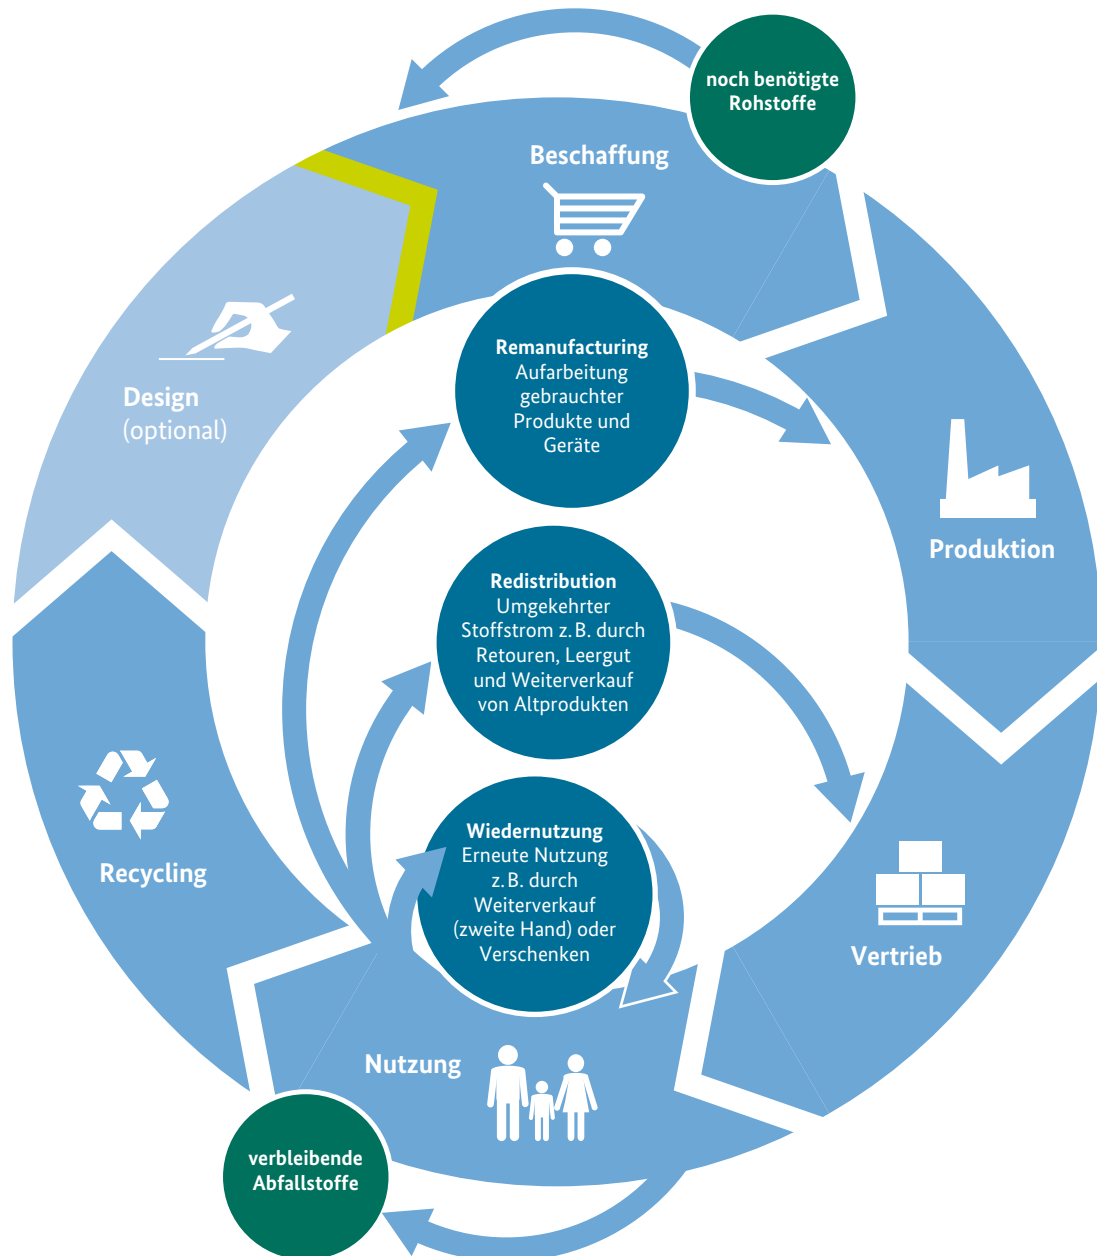 noch benötigte
Rohstoffe
Beschaffung
Remanufacturing
Aufarbeitung
gebrauchter
Produkte und
Geräte
Design
(optional)
Produktion
Redistribution
Umgekehrter
Stoffstrom z. B. durch
Retouren, Leergut
und Weiterverkauf
von Altprodukten
Wiedernutzung
Erneute Nutzung
z. B. durch
Weiterverkauf
(zweite Hand) oder
Verschenken
Recycling
Vertrieb
Nutzung
verbleibende
Abfallstoffe